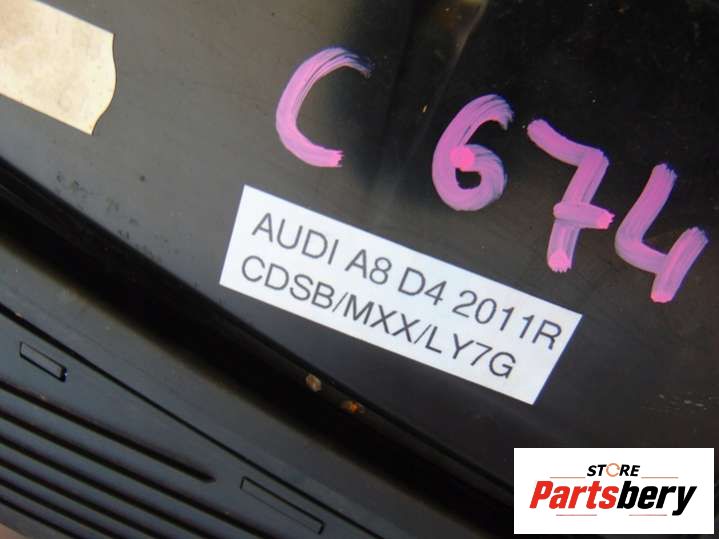 C 674
AUDI A8 D4 2011R
CDSB/MXX/LY7G
STORE
Partsbery